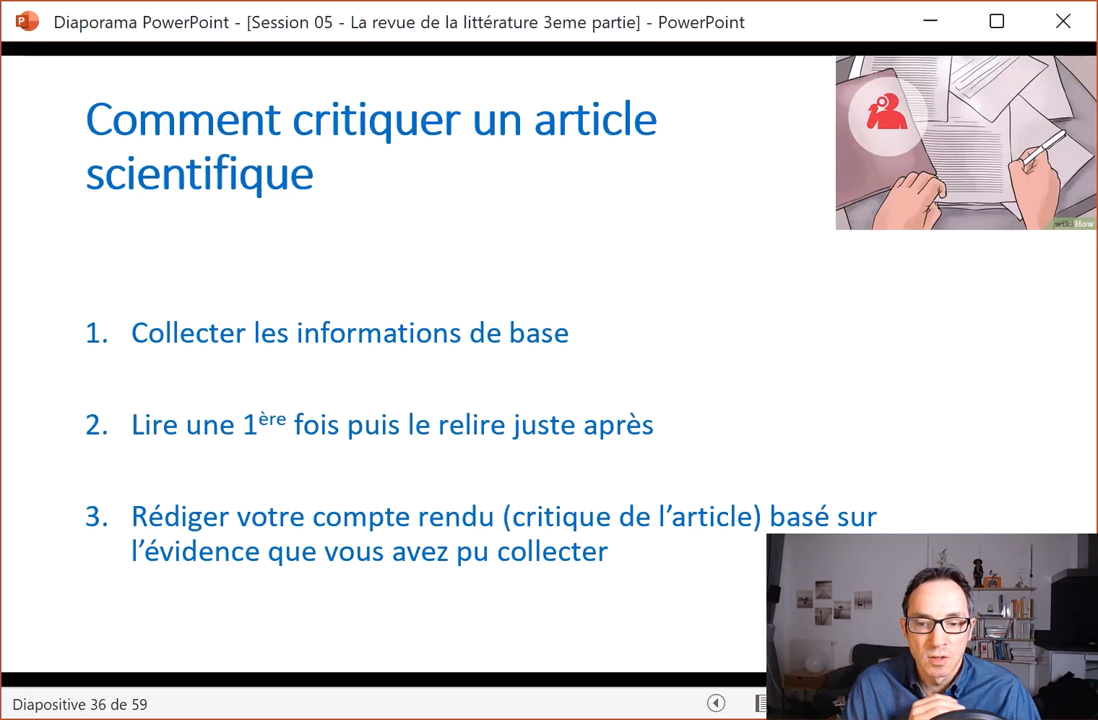 Diaporama PowerPoint - [Session 05 - La revue de la littérature 3eme partie] - PowerPoint
Comment critiquer un article
scientifique
wikiHow
1. Collecter les informations de base
2. Lire une 1ère fois puis le relire juste après
3. Rédiger votre compte rendu (critique de l’article) basé sur
l’évidence que vous avez pu collecter
Diapositive 36 de 59